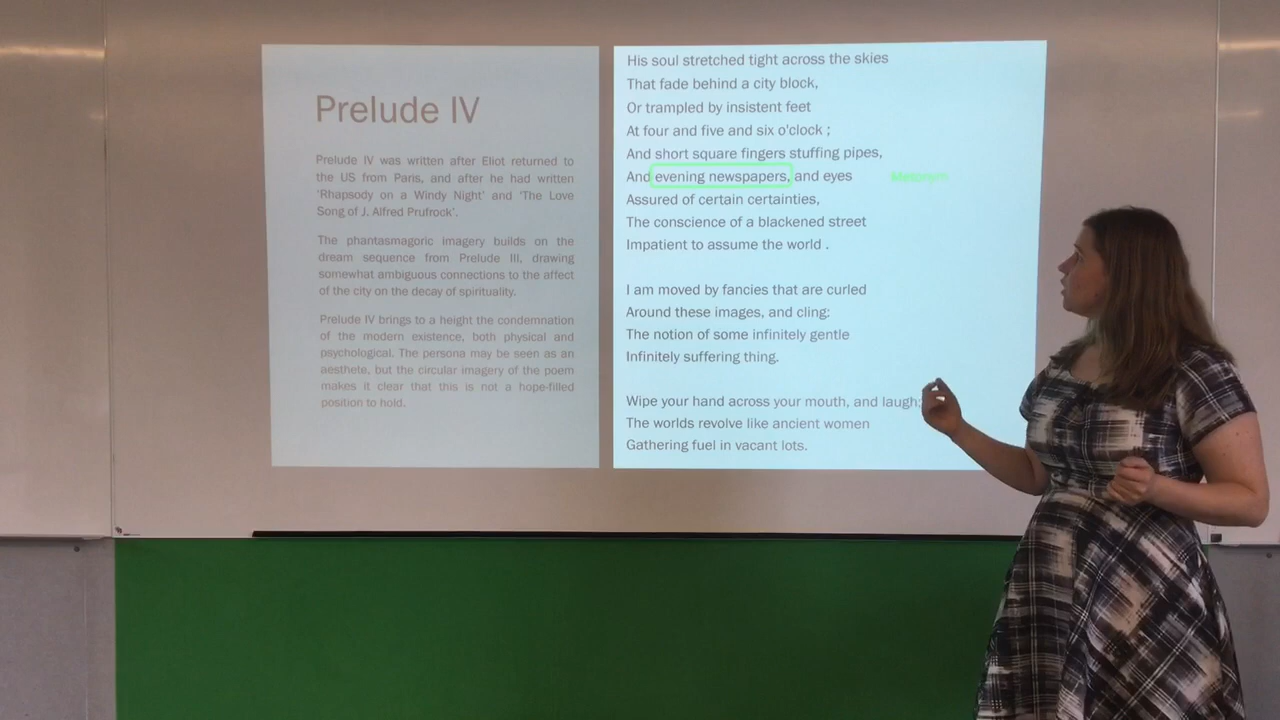 Prelude IV
Prelude IV was written after Eliot returned to
the US from Paris, and after he had written
'Rhapsody on a Windy Night' and 'The Love
Song of J. Alfred Prufrock'.
The phantasmagoric imagery builds on the
dream sequence from Prelude III, drawing
somewhat ambiguous connections to the affect
of the city on the decay of spirituality.
Prelude IV brings to a height the condemnation
of the modern existence, both physical and
psychological. The persona may be seen as an
aesthete, but the circular imagery of the poem
makes it clear that this is not a hope-filled
position to hold.
His soul stretched tight across the skies
That fade behind a city block,
Or trampled by insistent feet
At four and five and six o'clock ;
And short square fingers stuffing pipes,
And evening newspapers, and eyes
Metonym
Assured of certain certainties,
The conscience of a blackened street
Impatient to assume the world .
I am moved by fancies that are curled
Around these images, and cling:
The notion of some infinitely gentle
Infinitely suffering thing.
Wipe your hand across your mouth, and laugh;
The worlds revolve like ancient women
Gathering fuel in vacant lots.